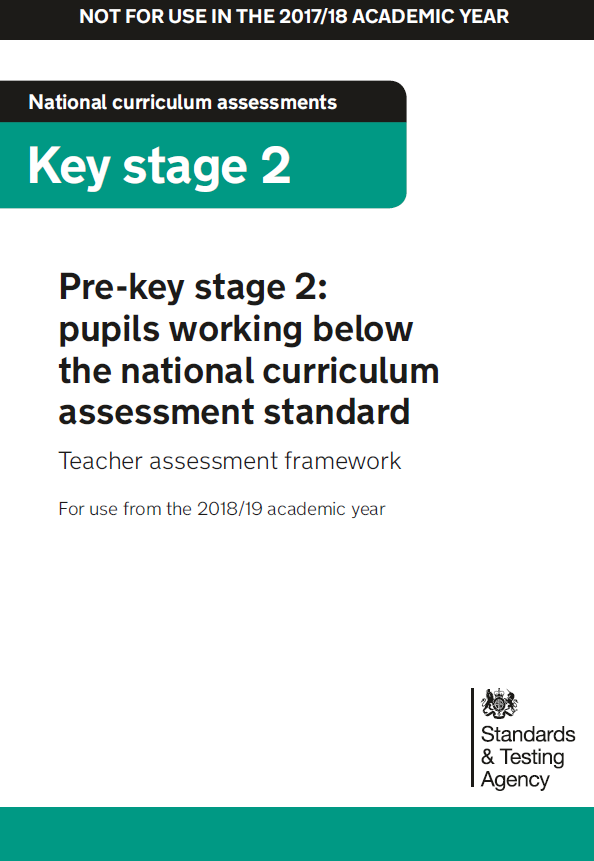 NOT FOR USE IN THE 2017/18 ACADEMIC YEAR
National curriculum assessments
Key stage 2
Pre-key stage 2:
pupils working below
the national curriculum
assessment standard
Teacher assessment framework
For use from the 2018/19 academic year
Standards
& Testing
Agency